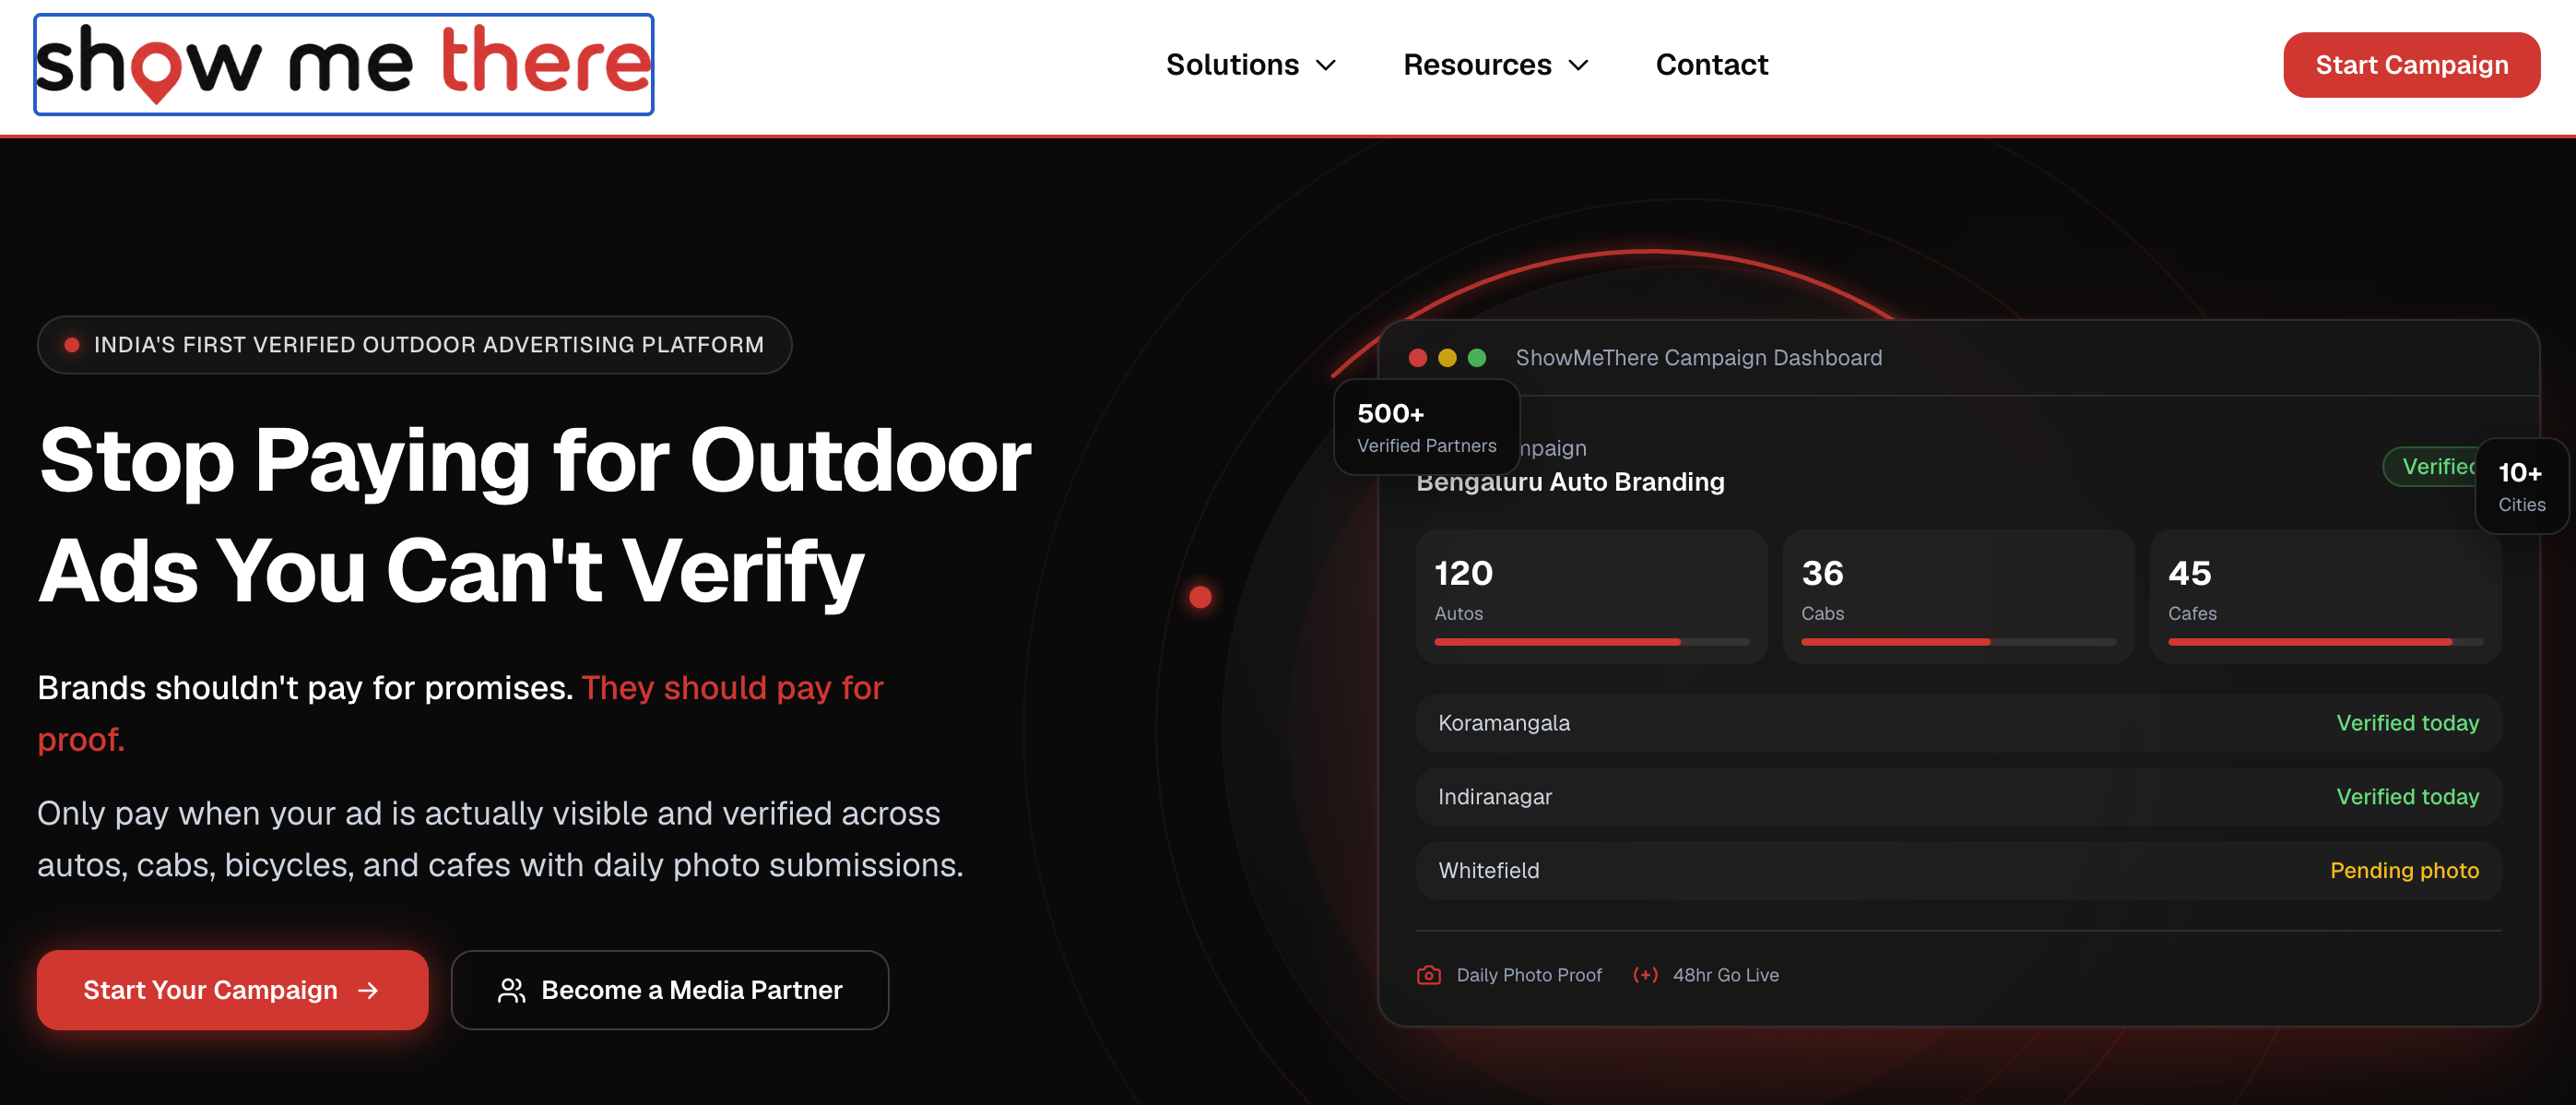 show me there
Solutions
Resources
Contact
Start Campaign
INDIA'S FIRST VERIFIED OUTDOOR ADVERTISING PLATFORM
Stop Paying for Outdoor
Ads You Can't Verify
Brands shouldn't pay for promises. They should pay for
proof.
Only pay when your ad is actually visible and verified across
autos, cabs, bicycles, and cafes with daily photo submissions.
Start Your Campaign
Become a Media Partner
ShowMeThere Campaign Dashboard
500+
Verified Partners
Bengaluru Auto Branding
Verified
10+
Cities
120
Autos
36
Cabs
45
Cafes
Koramangala
Verified today
Indiranagar
Verified today
Whitefield
Pending photo
Daily Photo Proof
48hr Go Live